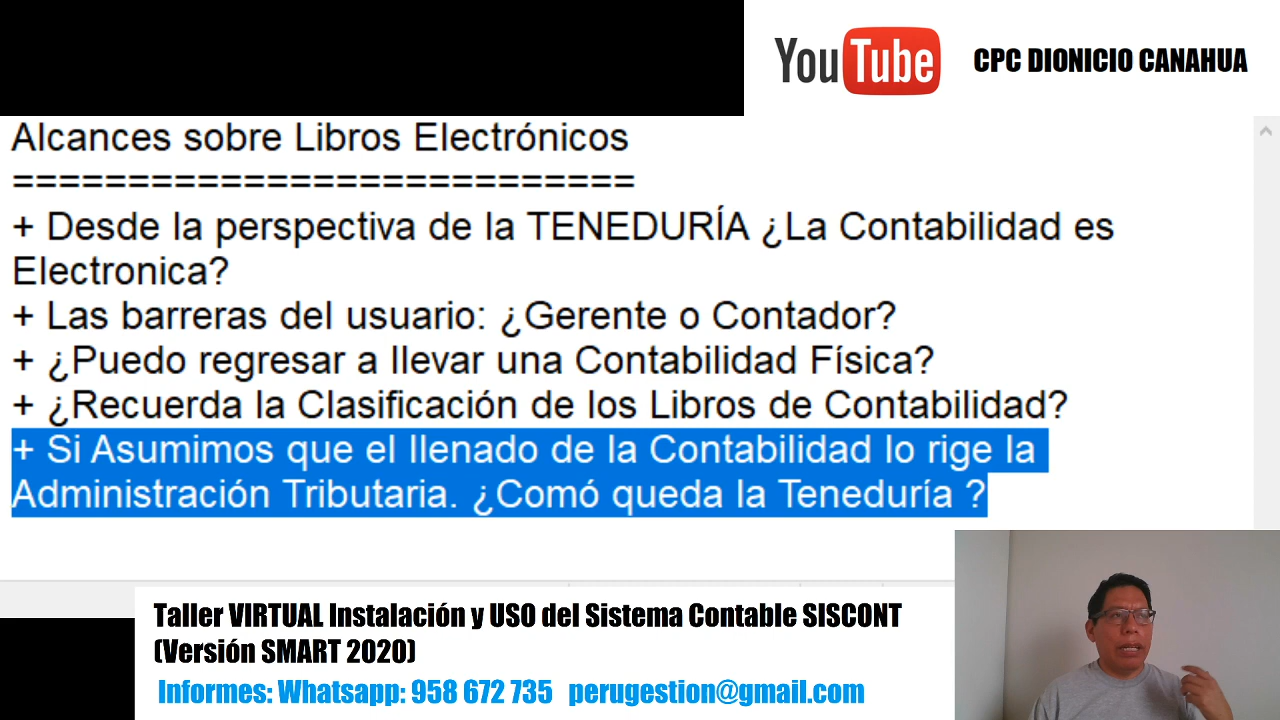 YouTube CPC DIONICIO CANAHUA
Alcances sobre Libros Electrónicos
===========================
+ Desde la perspectiva de la TENEDURÍA ¿La Contabilidad es
Electronica?
+ Las barreras del usuario: ¿Gerente o Contador?
+ ¿Puedo regresar a llevar una Contabilidad Física?
+ ¿Recuerda la Clasificación de los Libros de Contabilidad?
+ Si Asumimos que el llenado de la Contabilidad lo rige la
Administración Tributaria. ¿Comó queda la Teneduría ?
Taller VIRTUAL Instalación y USO del Sistema Contable SISCONT
(Versión SMART 2020)
Informes: Whatsapp: 958 672 735 perugestion@gmail.com